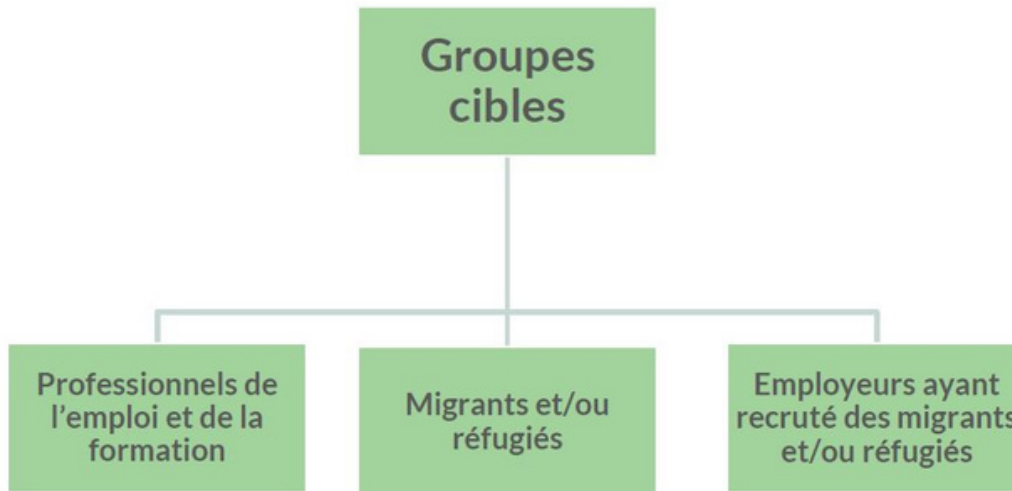 Groupes
cibles
Professionnels de
l’emploi et de la
formation
Migrants et/ou
réfugiés
Employeurs ayant
recruté des migrants
et/ou réfugiés